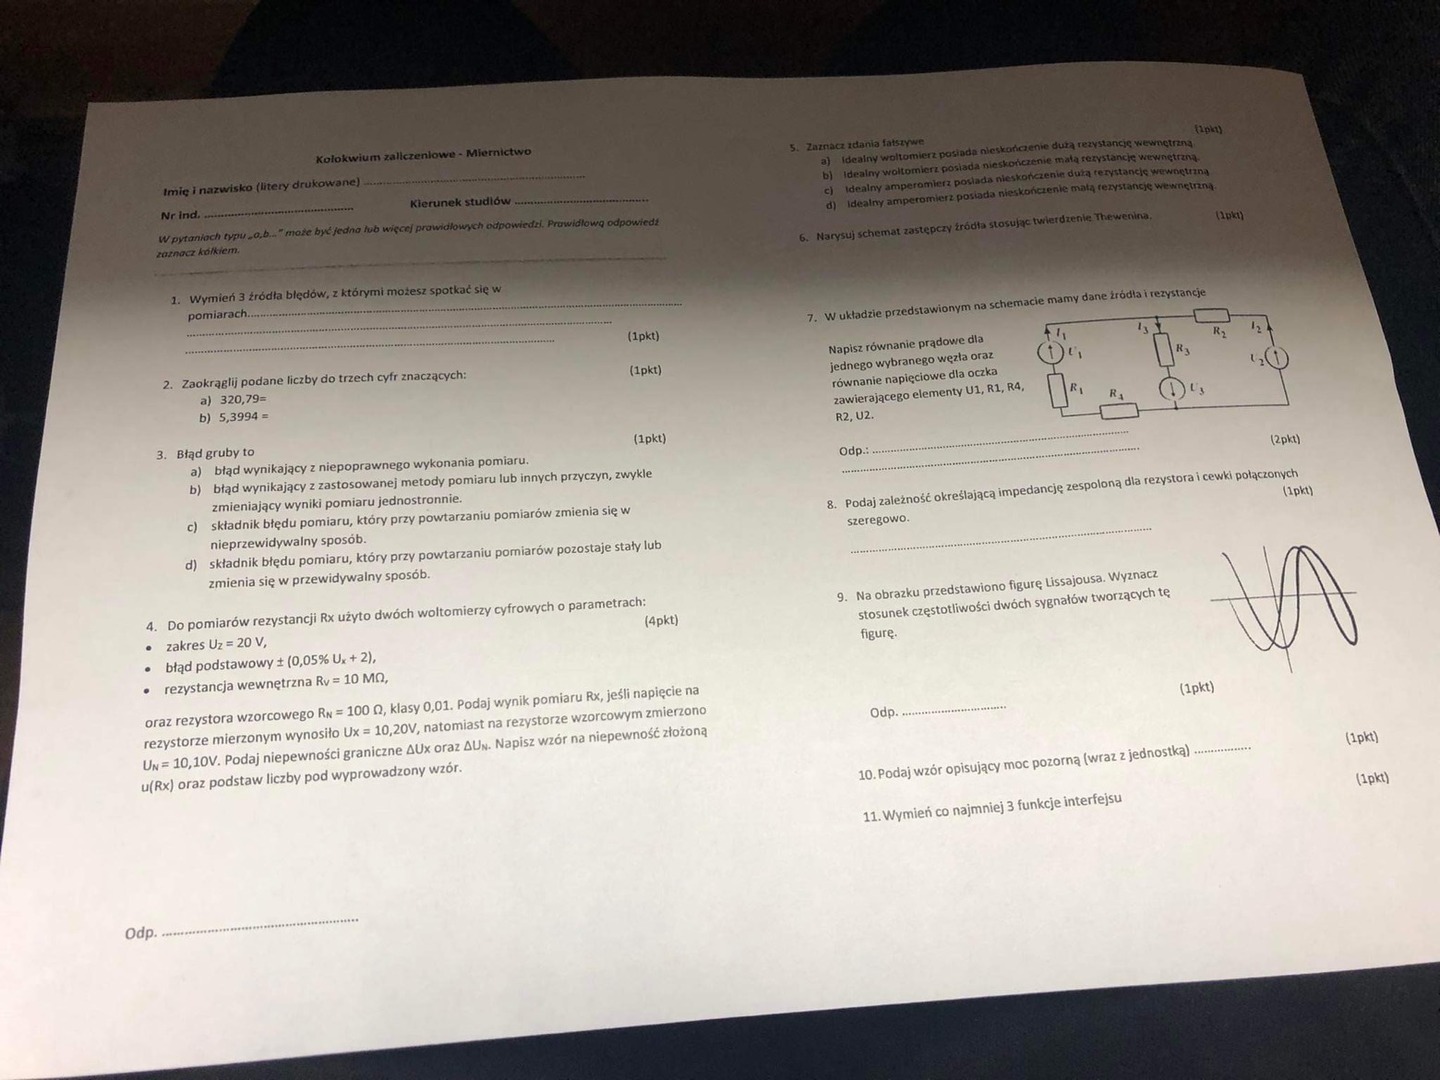 Kolokwium zaliczeniowe - Miernictwo
Imię i nazwisko (litery drukowane) ........................................
Nr ind. ........................................ Kierunek studiów ........................................
W pytaniach typu „a,b...” może być jedna lub więcej prawidłowych odpowiedzi. Prawidłową odpowiedź
zaznacz kółkiem.
1. Wymień 3 źródła błędów, z którymi możesz spotkać się w
pomiarach........................................
........................................
........................................ (1pkt)
2. Zaokrąglij podane liczby do trzech cyfr znaczących: (1pkt)
a) 320,79=
b) 5,3994 =
3. Błąd gruby to (1pkt)
a) błąd wynikający z niepoprawnego wykonania pomiaru.
b) błąd wynikający z zastosowanej metody pomiaru lub innych przyczyn, zwykle
zmieniający wyniki pomiaru jednostronnie.
c) składnik błędu pomiaru, który przy powtarzaniu pomiarów zmienia się w
nieprzewidywalny sposób.
d) składnik błędu pomiaru, który przy powtarzaniu pomiarów pozostaje stały lub
zmienia się w przewidywalny sposób.
4. Do pomiarów rezystancji Rx użyto dwóch woltomierzy cyfrowych o parametrach:
• zakres Uz = 20 V, (4pkt)
• błąd podstawowy ± (0,05% Ux + 2),
• rezystancja wewnętrzna Rv = 10 MΩ,
oraz rezystora wzorcowego RN = 100 Ω, klasy 0,01. Podaj wynik pomiaru Rx, jeśli napięcie na
rezystorze mierzonym wynosiło Ux = 10,20V, natomiast na rezystorze wzorcowym zmierzono
UN = 10,10V. Podaj niepewności graniczne ΔUx oraz ΔUN. Napisz wzór na niepewność złożoną
u(Rx) oraz podstaw liczby pod wyprowadzony wzór.
Odp. ........................................
(1pkt)
5. Zaznacz zdania fałszywe
a) Idealny woltomierz posiada nieskończenie dużą rezystancję wewnętrzną.
b) Idealny woltomierz posiada nieskończenie małą rezystancję wewnętrzną.
c) Idealny amperomierz posiada nieskończenie dużą rezystancję wewnętrzną
d) Idealny amperomierz posiada nieskończenie małą rezystancję wewnętrzną
6. Narysuj schemat zastępczy źródła stosując twierdzenie Thewenina. (1pkt)
7. W układzie przedstawionym na schemacie mamy dane źródła i rezystancje
Napisz równanie prądowe dla
jednego wybranego węzła oraz
równanie napięciowe dla oczka
zawierającego elementy U1, R1, R4,
R2, U2.
I1 I3 R2 I2
U1 R3 U2
R1 R4 U3
Odp.: ........................................
........................................ (2pkt)
8. Podaj zależność określającą impedancję zespoloną dla rezystora i cewki połączonych
szeregowo. (1pkt)
........................................
9. Na obrazku przedstawiono figurę Lissajousa. Wyznacz
stosunek częstotliwości dwóch sygnałów tworzących tę
figurę.
(1pkt)
Odp. ..............................
10. Podaj wzór opisujący moc pozorną (wraz z jednostką) ................ (1pkt)
11. Wymień co najmniej 3 funkcje interfejsu (1pkt)